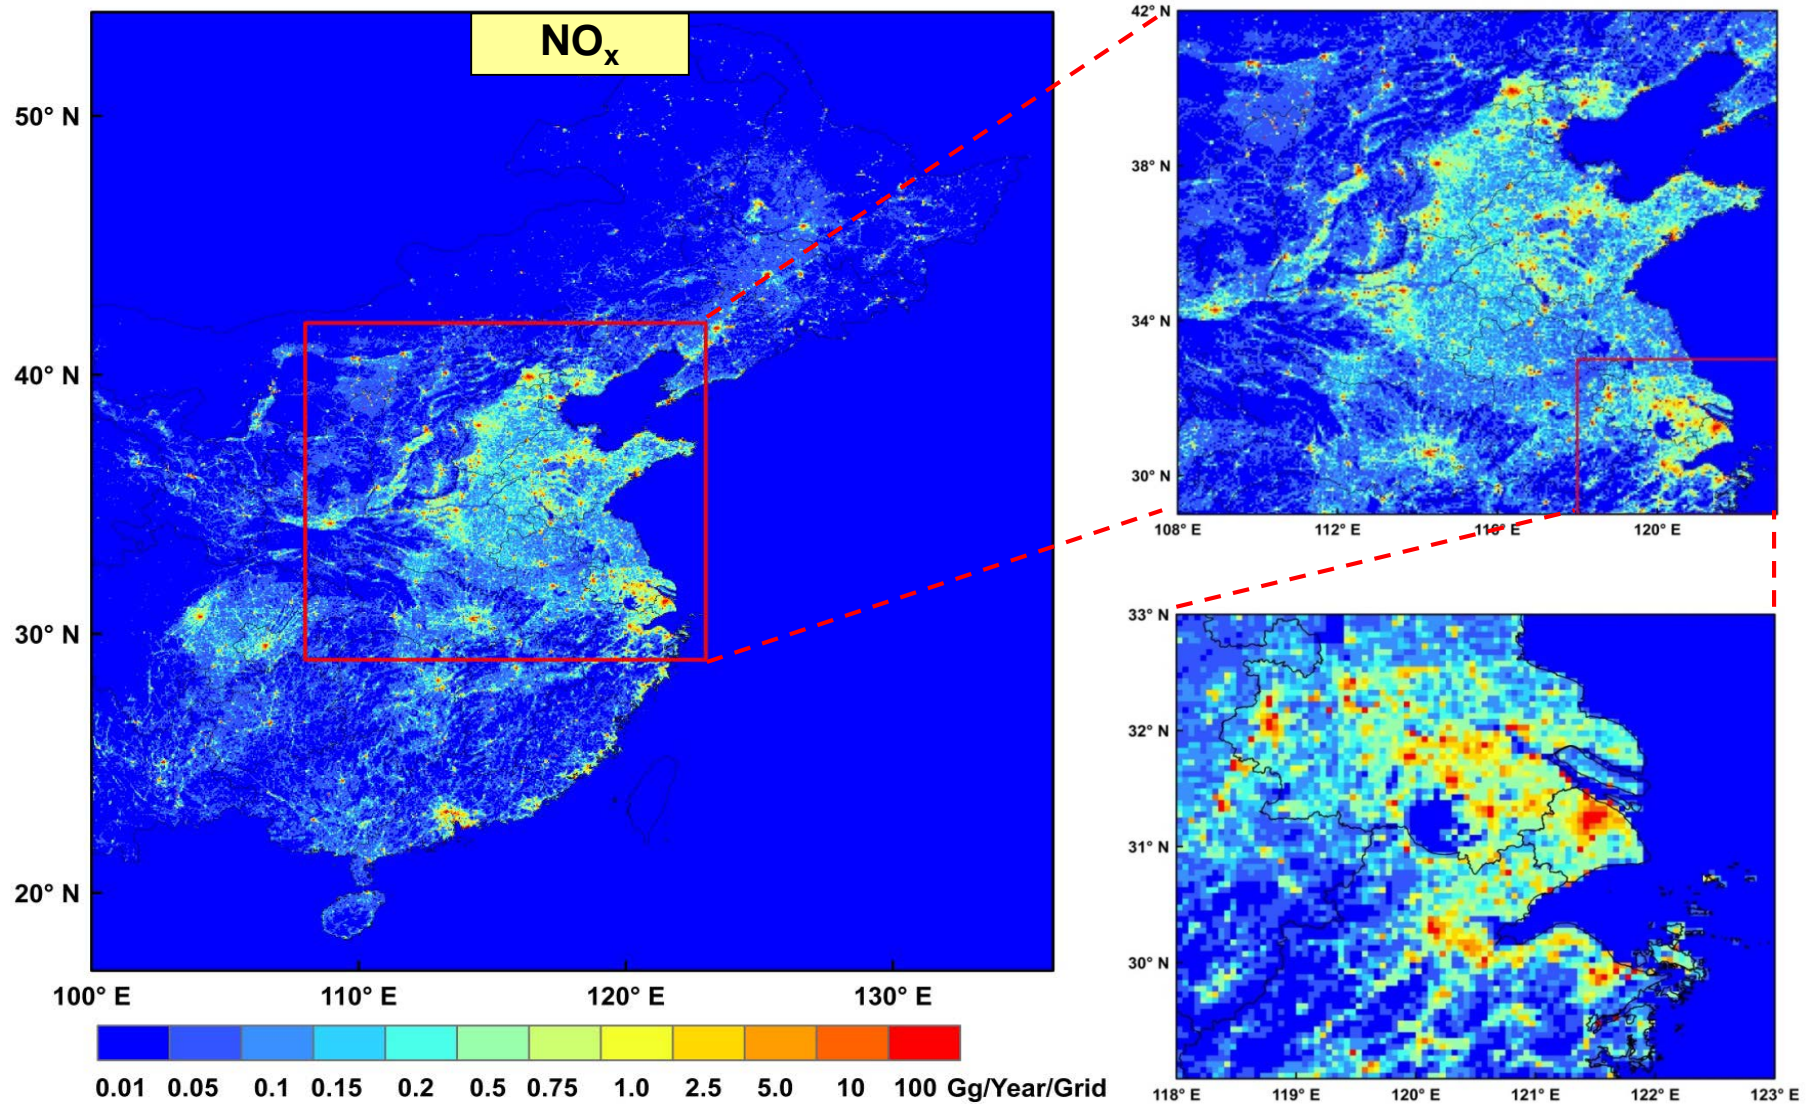 NOx
50° N
40° N
30° N
20° N
100° E 110° E 120° E 130° E
0.01 0.05 0.1 0.15 0.2 0.5 0.75 1.0 2.5 5.0 10 100 Gg/Year/Grid
42° N
38° N
34° N
30° N
108° E 112° E 116° E 120° E
33° N
32° N
31° N
30° N
118° E 119° E 120° E 121° E 122° E 123° E